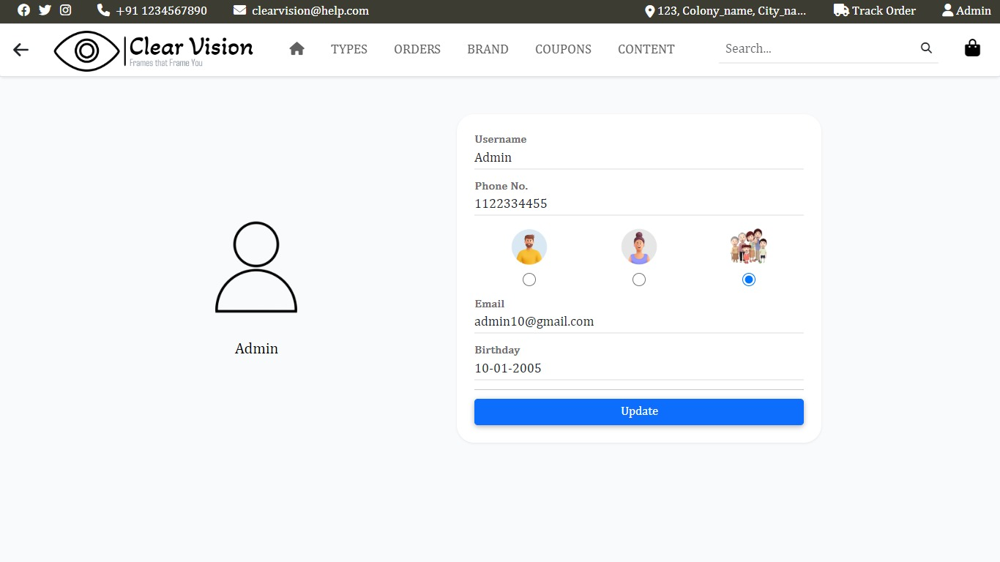 +91 1234567890 clearvision@help.com 123, Colony_name, City_na... Track Order Admin
Clear Vision
Frames that Frame You
TYPES ORDERS BRAND COUPONS CONTENT Search...
Username
Admin
Phone No.
1122334455
Email
admin10@gmail.com
Birthday
10-01-2005
Update
Admin